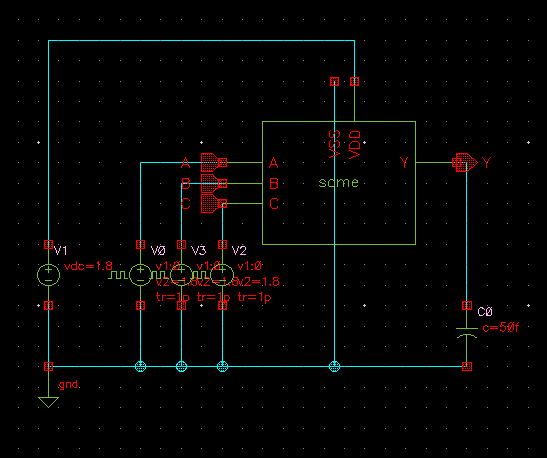 VSS
VDD
A A
Y Y
B B
some
C C
V1 V0 V3 V2
vdc=1.8
v1:0 v1:0 v1:0
v2=1.8 v2=1.8 v2=1.8
tr=1p tr=1p tr=1p
C0
c=50f
gnd